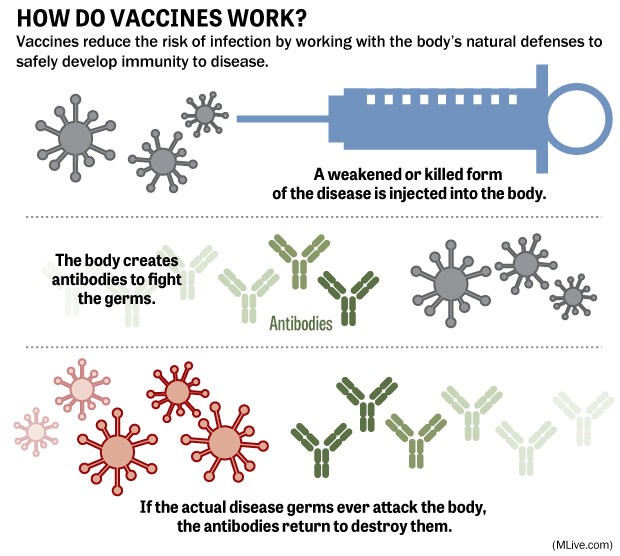 HOW DO VACCINES WORK?
Vaccines reduce the risk of infection by working with the body’s natural defenses to
safely develop immunity to disease.
A weakened or killed form
of the disease is injected into the body.
The body creates
antibodies to fight
the germs.
Antibodies
If the actual disease germs ever attack the body,
the antibodies return to destroy them.
(MLive.com)